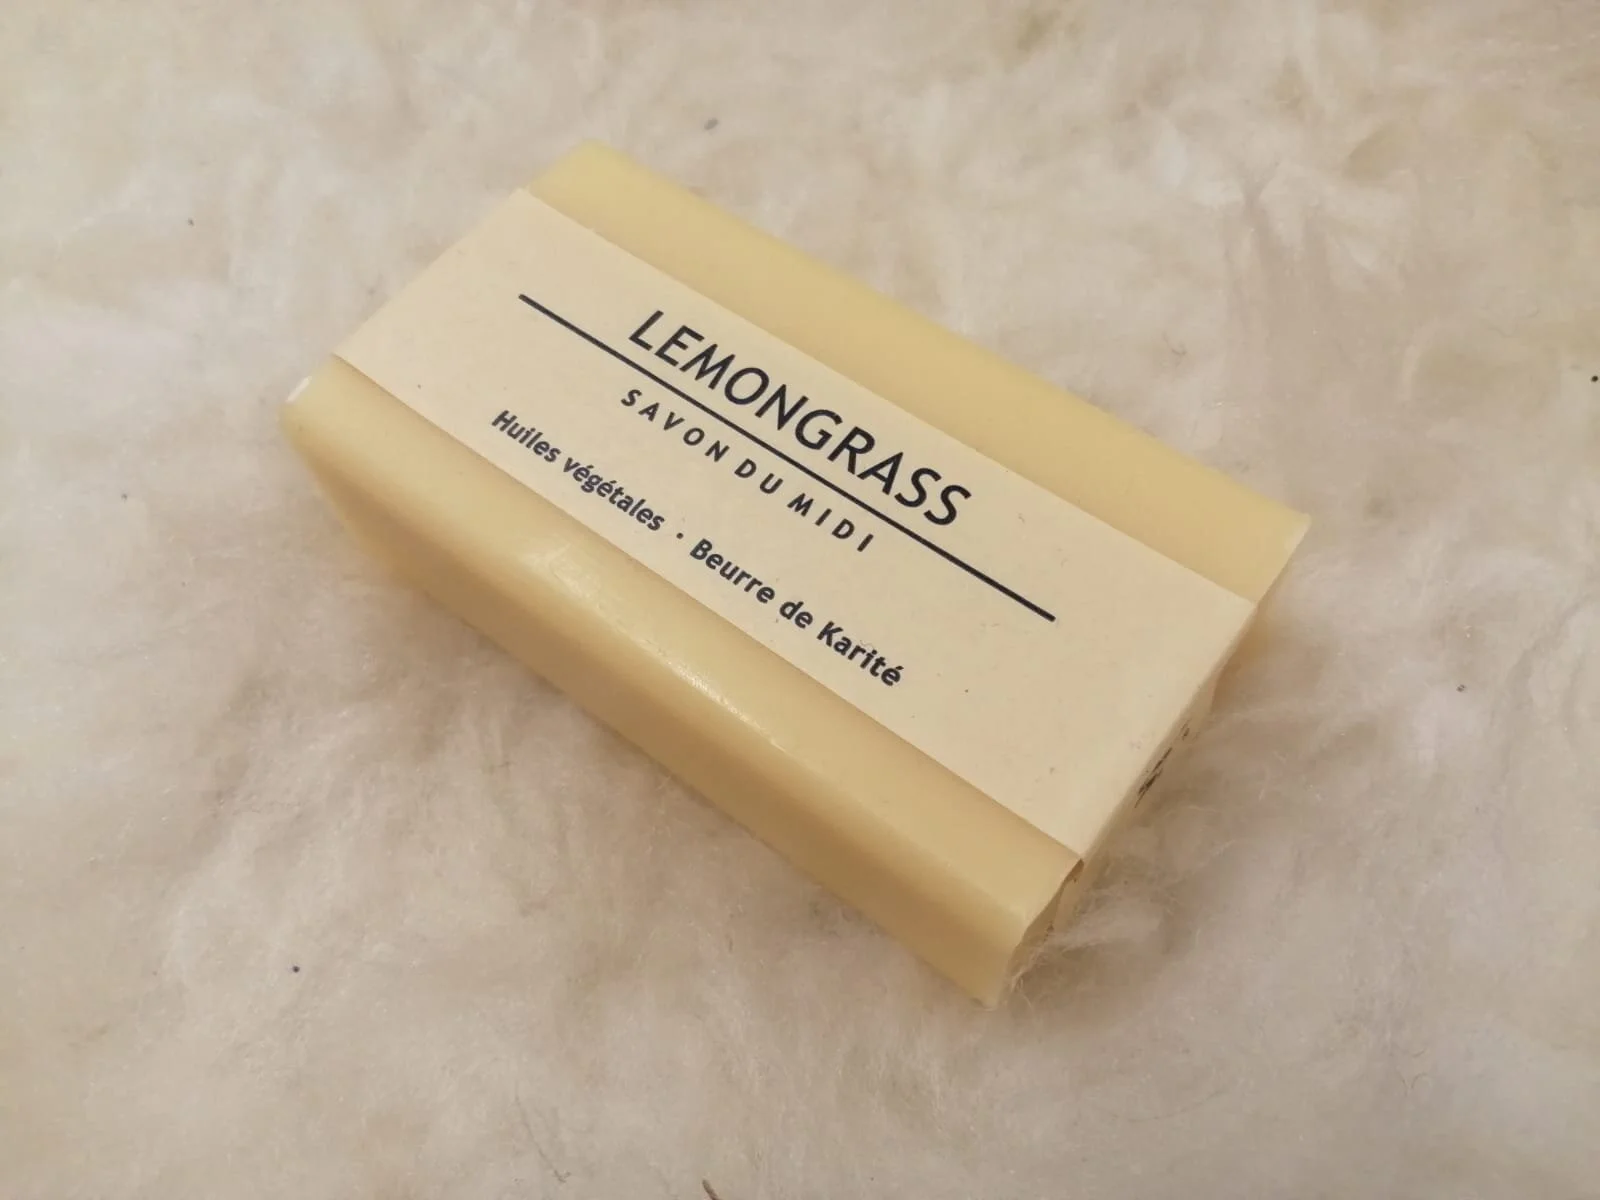 LEMONGRASS
SAVON DU MIDI
Huiles végétales · Beurre de Karité